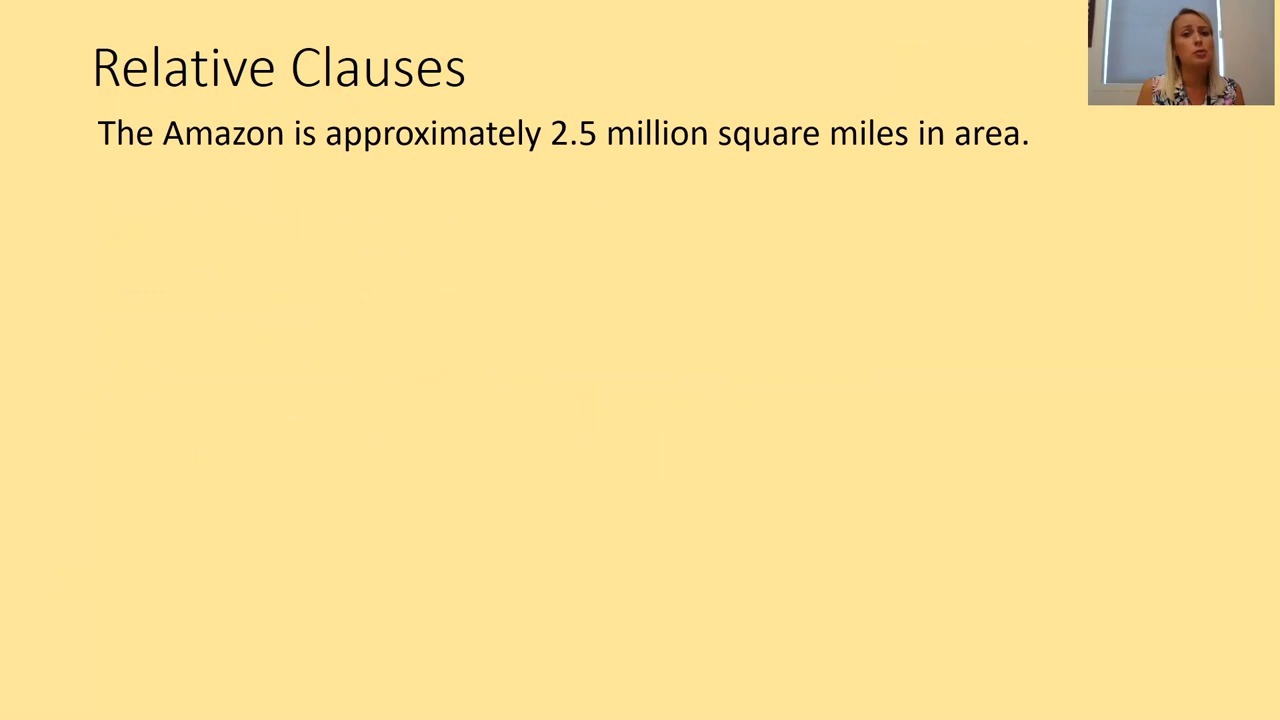 Relative Clauses
The Amazon is approximately 2.5 million square miles in area.